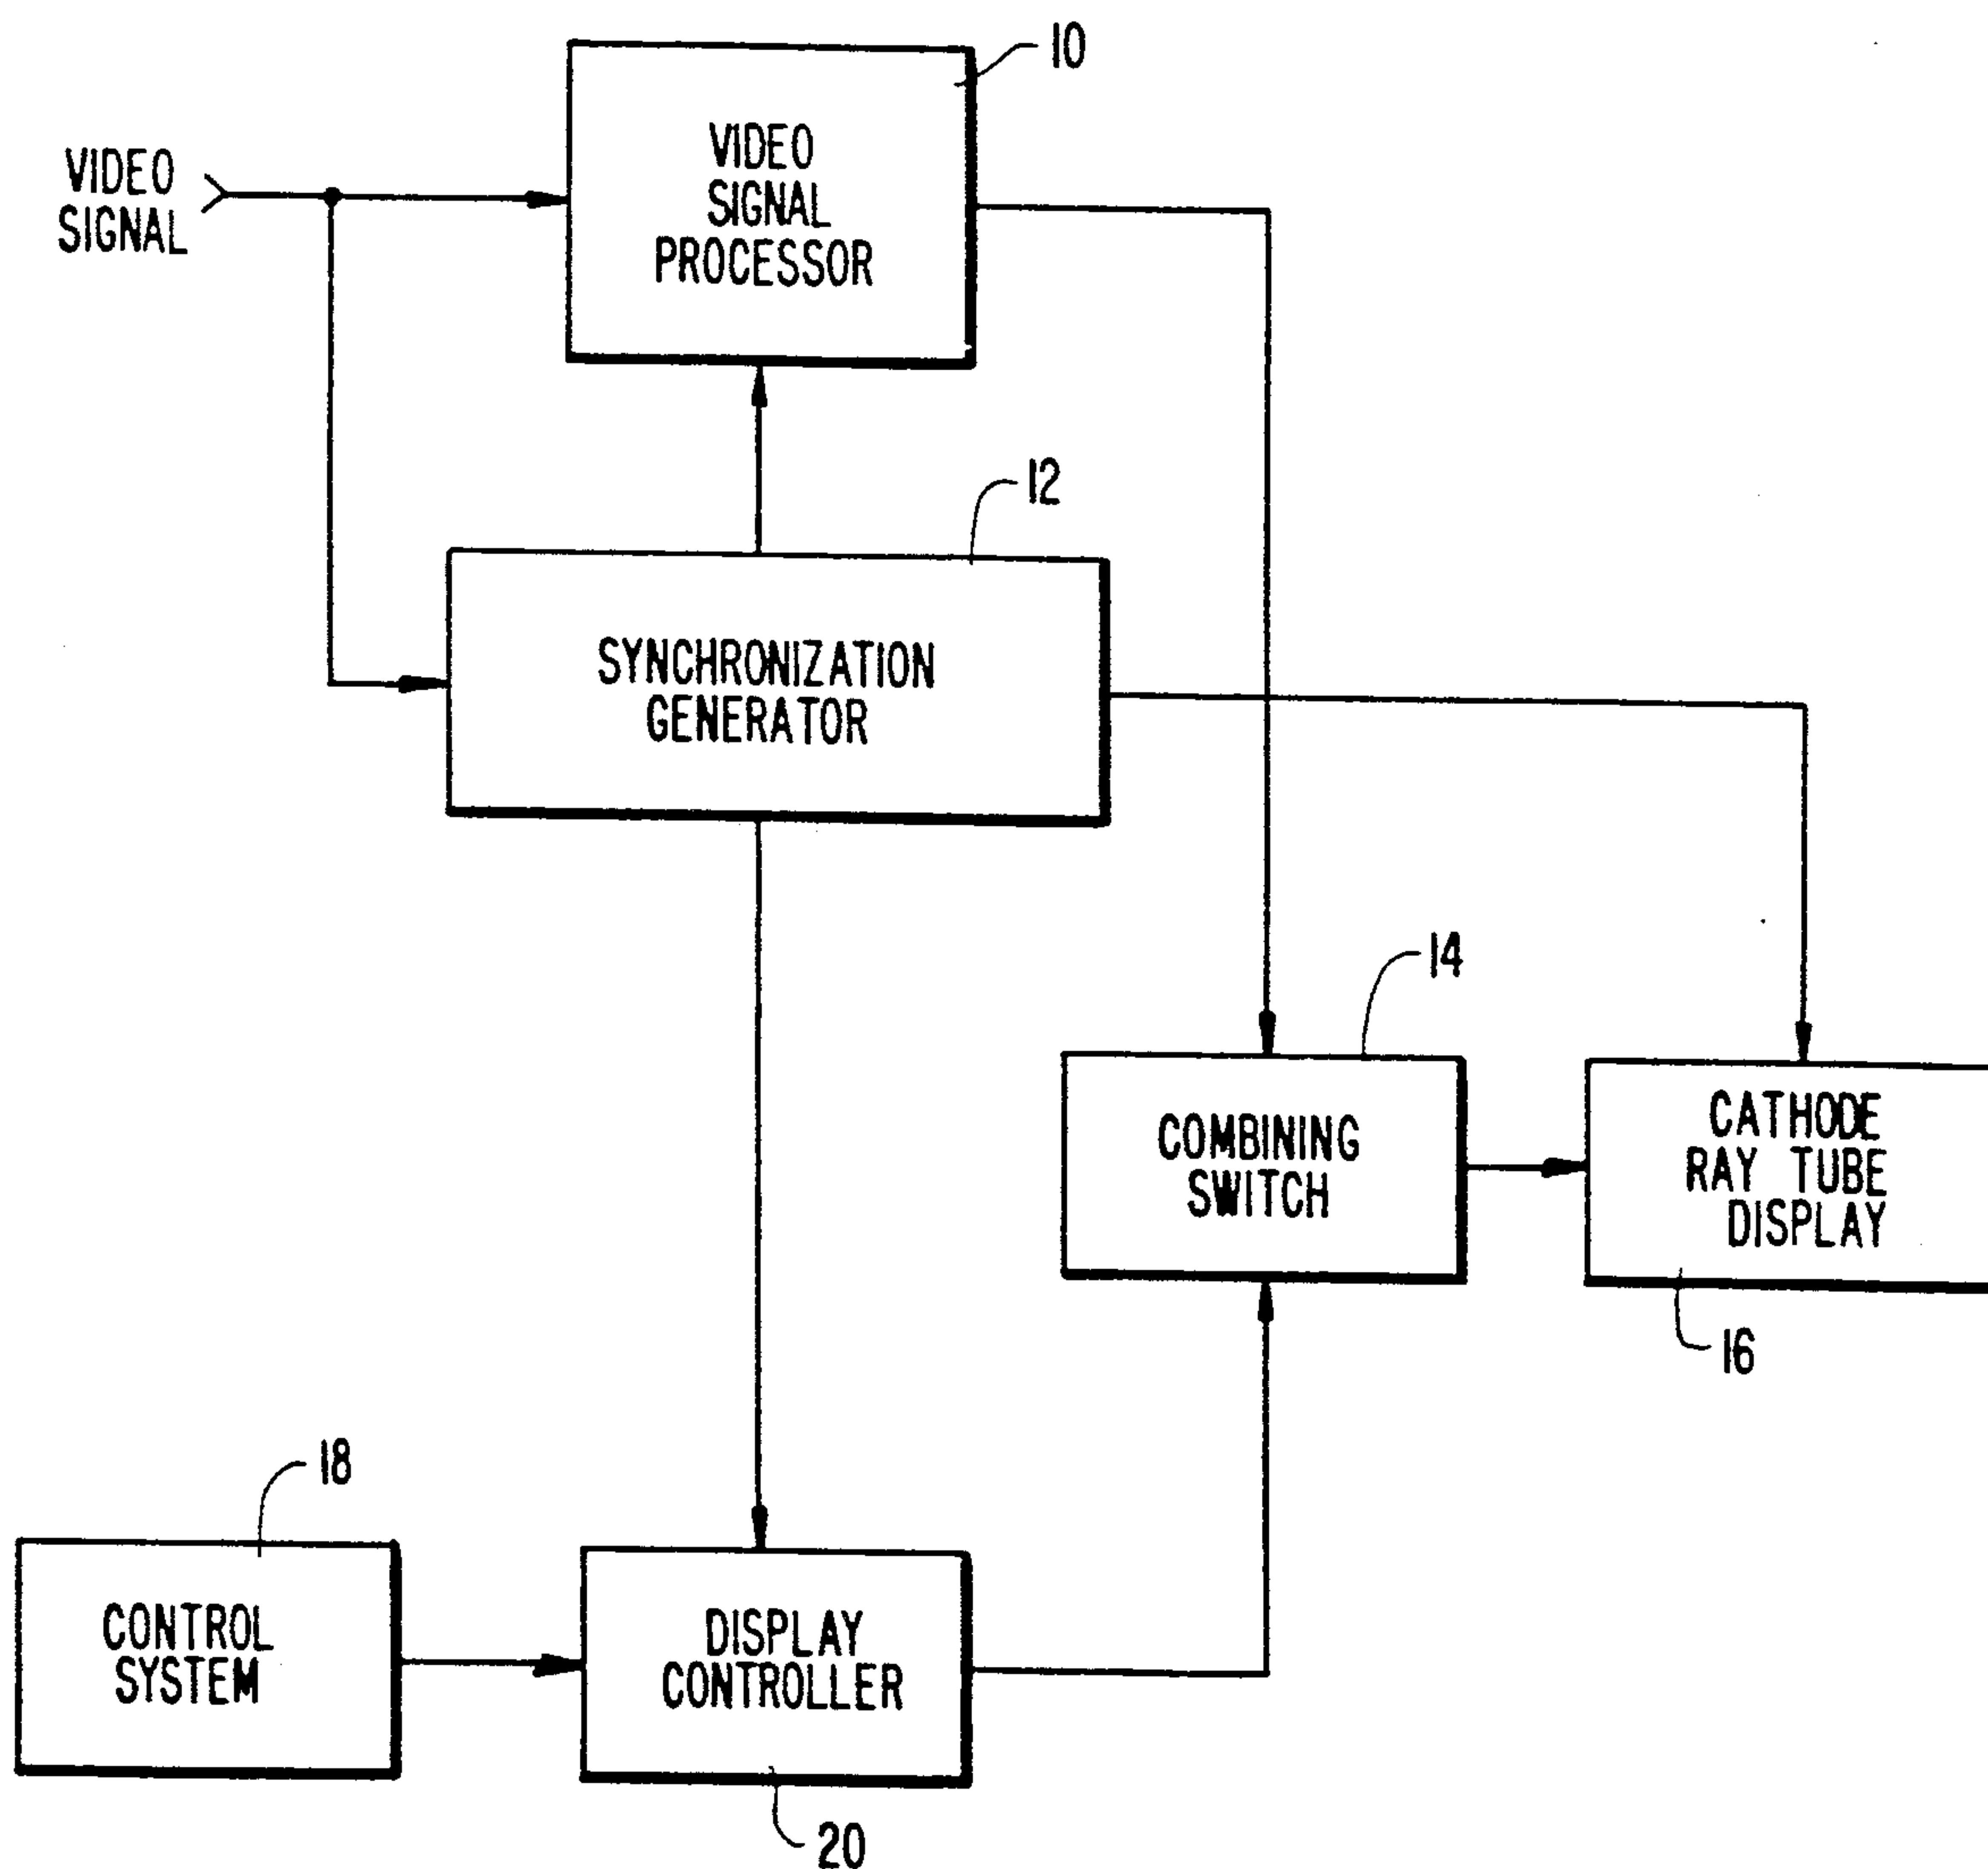 10
VIDEO
SIGNAL
VIDEO
SIGNAL
PROCESSOR
12
SYNCHRONIZATION
GENERATOR
14
COMBINING
SWITCH
CATHODE
RAY TUBE
DISPLAY
16
18
CONTROL
SYSTEM
DISPLAY
CONTROLLER
20